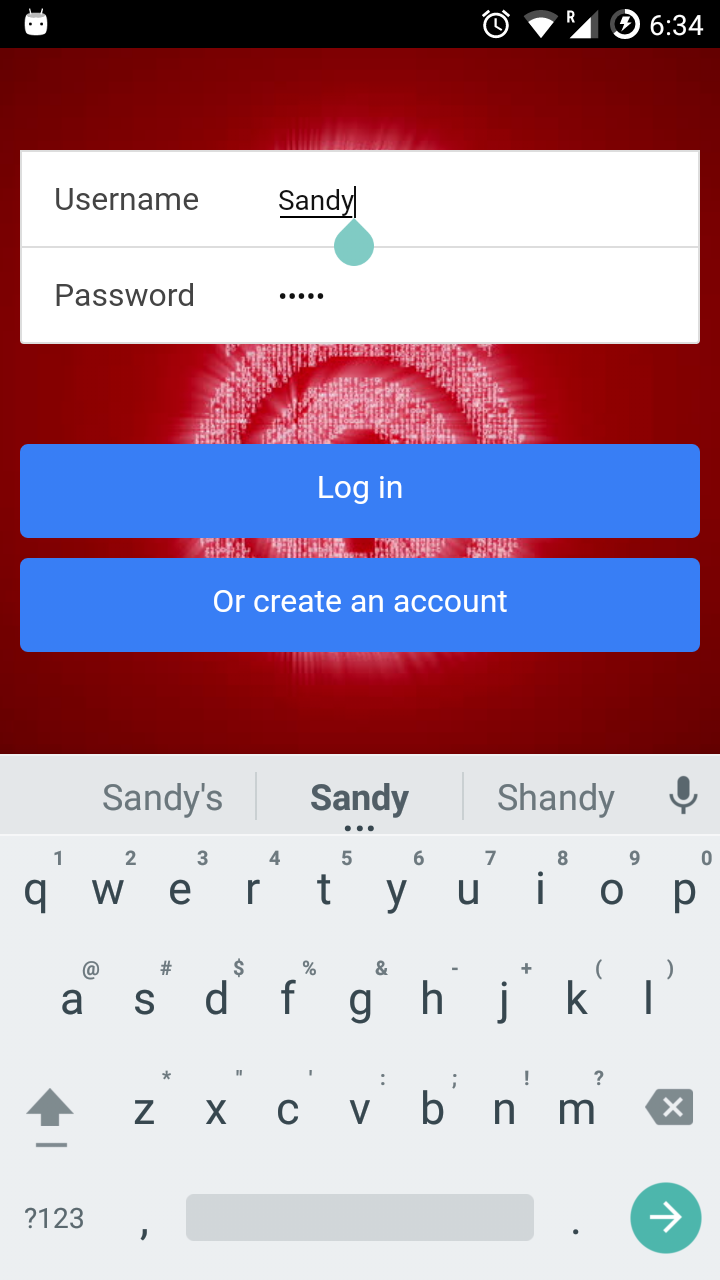 R 6:34
Username Sandy
Password •••••
Log in
Or create an account
Sandy's Sandy Shandy
1 2 3 4 5 6 7 8 9 0
q w e r t y u i o p
@ # $ % & - + ( )
a s d f g h j k l
* " ' : ; ! ?
z x c v b n m
?123 , .